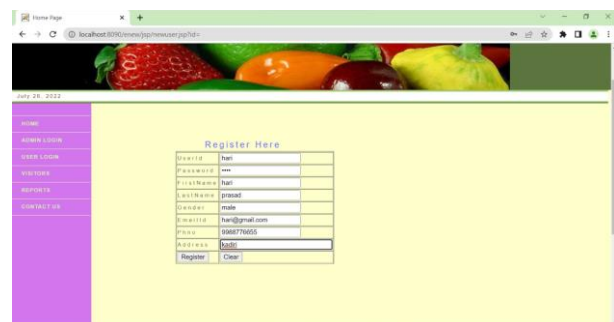 Home Page
localhost:8090/enew/jsp/newuser.jsp?id=
July 20, 2022
HOME
ADMIN LOGIN
USER LOGIN
VISITORS
REPORTS
CONTACT US
Register Here
UserId hari
Password ••••
FirstName hari
LastName prasad
Gender male
EmailId hari@gmail.com
Phno 9966776655
Address kadiri
Register Clear